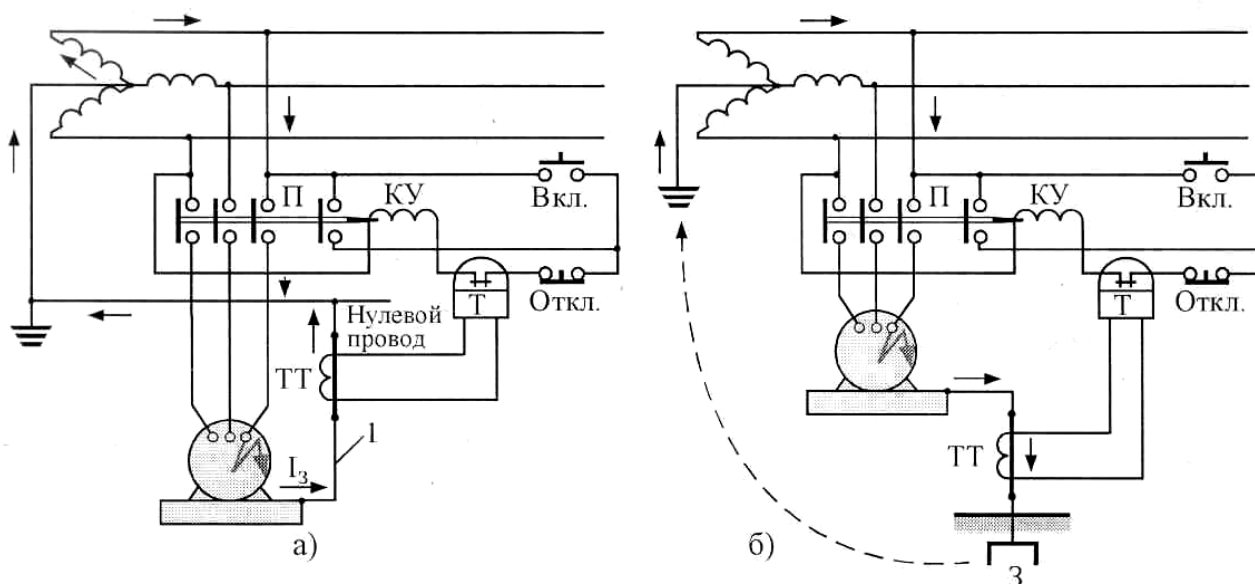 П
КУ
Вкл.
Т
Откл.
Нулевой
провод
ТТ
1
I₃
а)
П
КУ
Вкл.
Т
Откл.
ТТ
З
б)